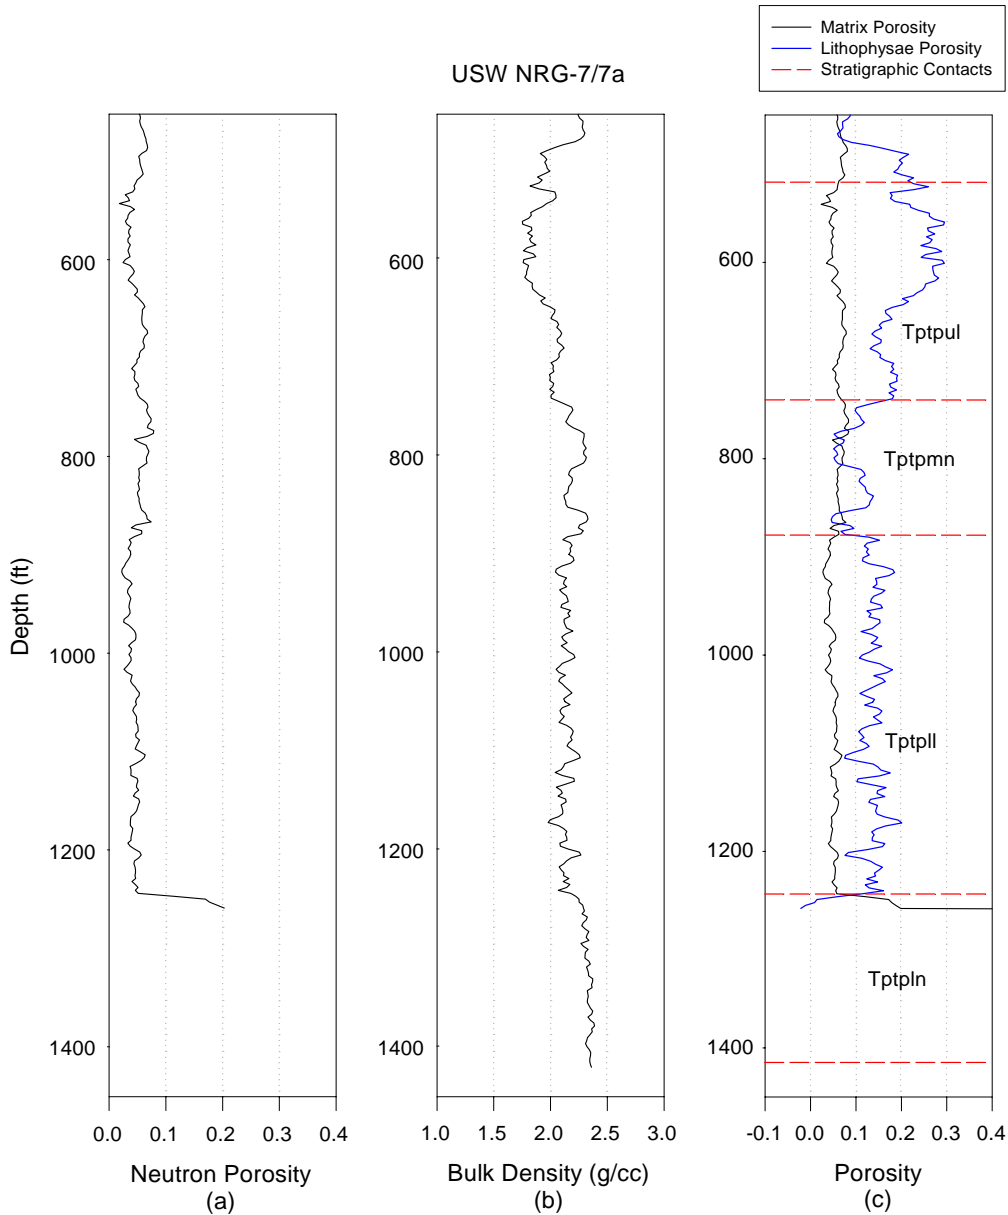 Matrix Porosity
Lithophysae Porosity
Stratigraphic Contacts
USW NRG-7/7a
Depth (ft)
600
800
1000
1200
1400
0.0 0.1 0.2 0.3 0.4
Neutron Porosity
(a)
600
800
1000
1200
1400
1.0 1.5 2.0 2.5 3.0
Bulk Density (g/cc)
(b)
600
800
1000
1200
1400
Tptpul
Tptpmn
Tptpll
Tptpln
-0.1 0.0 0.1 0.2 0.3 0.4
Porosity
(c)